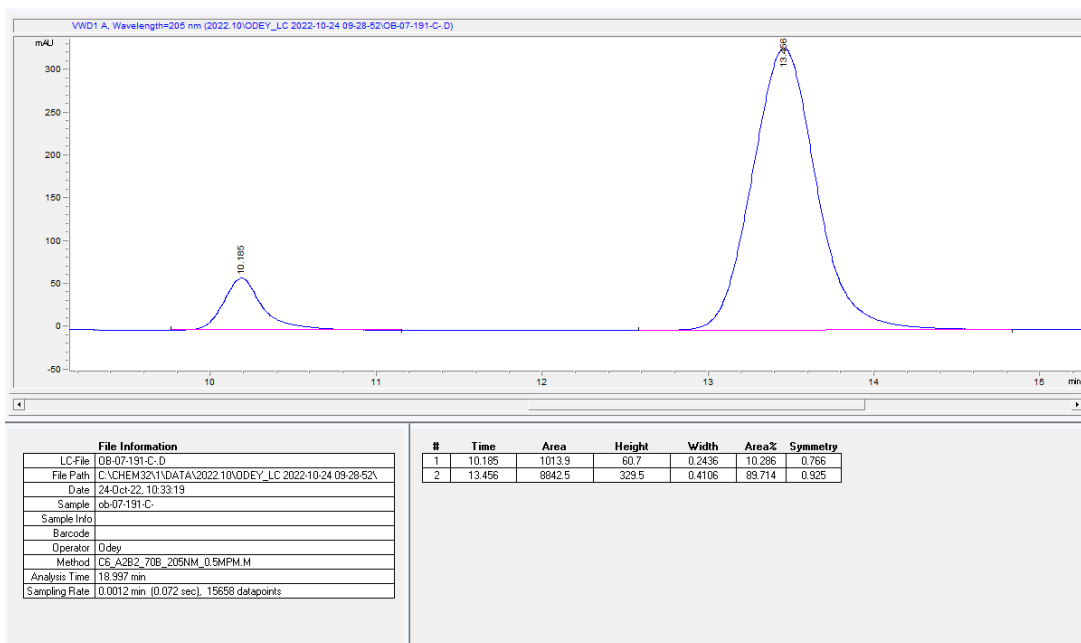 VWD1 A, Wavelength=205 nm (2022.10\ODEY_LC 2022-10-24 09-28-52\OB-07-191-C-.D)
mAU
300
250
200
150
100
50
0
-50
10.185
13.456
10 11 12 13 14 15 min
File Information
LC-File OB-07-191-C-.D
File Path C:\CHEM32\1\DATA\2022.10\ODEY_LC 2022-10-24 09-28-52\
Date 24-Oct-22, 10:33:19
Sample ob-07-191-C-
Sample Info
Barcode
Operator Odey
Method C6_A2B2_70B_205NM_0.5MPM.M
Analysis Time 18.997 min
Sampling Rate 0.0012 min (0.072 sec), 15658 datapoints
# Time Area Height Width Area% Symmetry
1 10.185 1013.9 60.7 0.2436 10.286 0.766
2 13.456 8842.5 329.5 0.4106 89.714 0.925